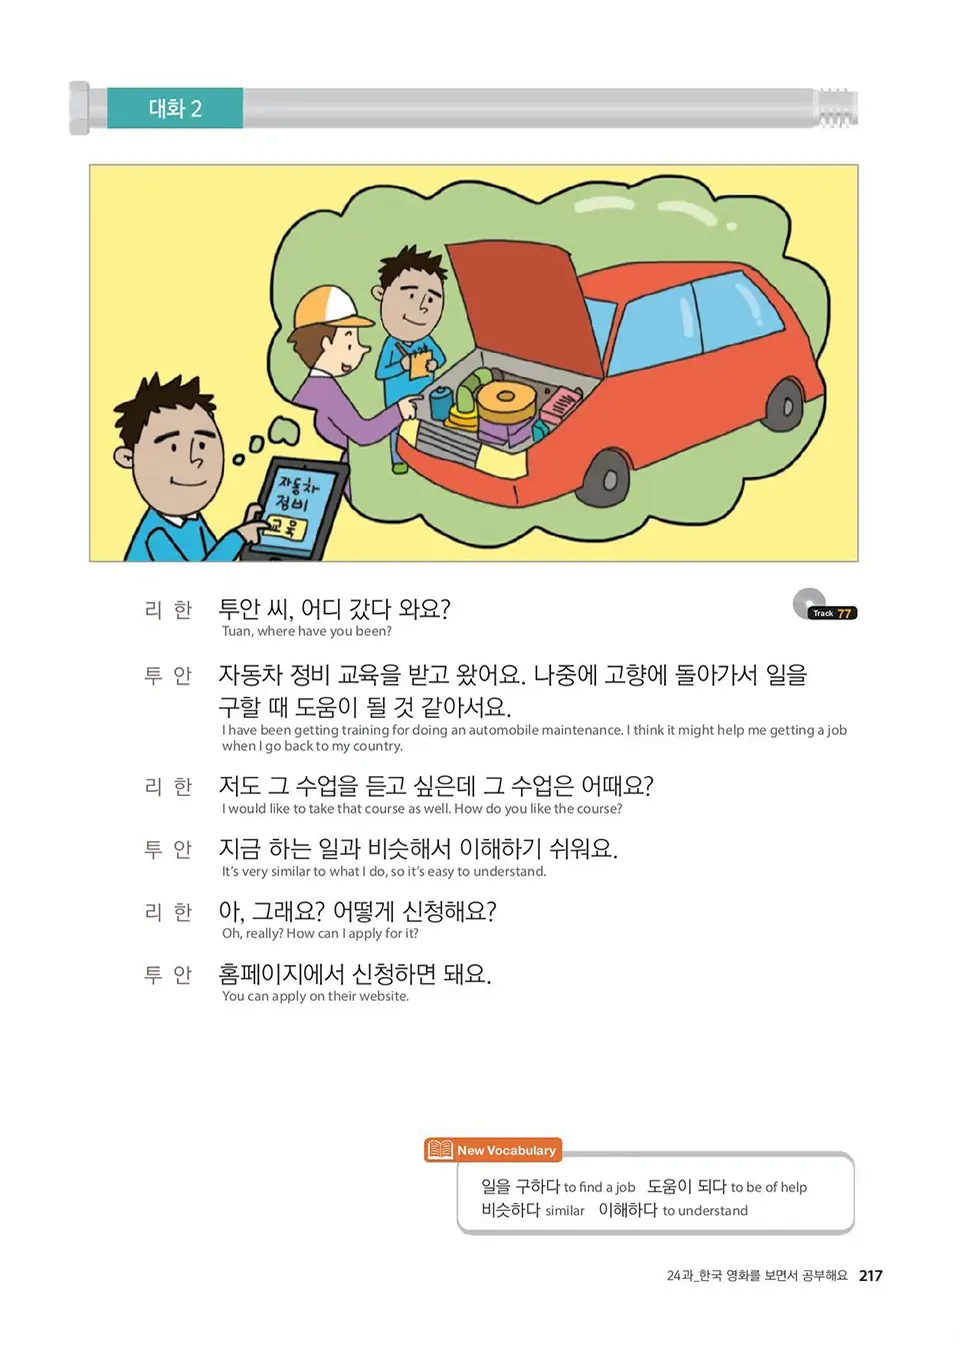 대화 2
자동차
정비
교육
리 한 투안 씨, 어디 갔다 와요?
Tuan, where have you been?
Track 77
투 안 자동차 정비 교육을 받고 왔어요. 나중에 고향에 돌아가서 일을
구할 때 도움이 될 것 같아서요.
I have been getting training for doing an automobile maintenance. I think it might help me getting a job
when I go back to my country.
리 한 저도 그 수업을 듣고 싶은데 그 수업은 어때요?
I would like to take that course as well. How do you like the course?
투 안 지금 하는 일과 비슷해서 이해하기 쉬워요.
It's very similar to what I do, so it's easy to understand.
리 한 아, 그래요? 어떻게 신청해요?
Oh, really? How can I apply for it?
투 안 홈페이지에서 신청하면 돼요.
You can apply on their website.
New Vocabulary
일을 구하다 to find a job 도움이 되다 to be of help
비슷하다 similar 이해하다 to understand
24과_한국 영화를 보면서 공부해요 217